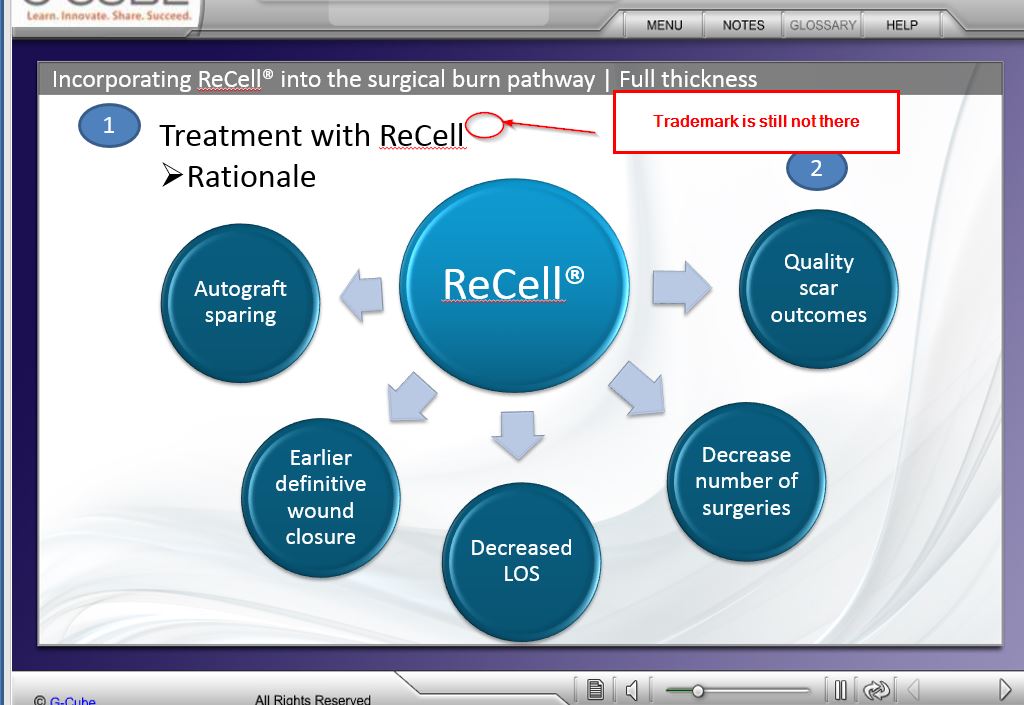 G-CUBE
Learn. Innovate. Share. Succeed.
MENU
NOTES
GLOSSARY
HELP
Incorporating ReCell® into the surgical burn pathway | Full thickness
1
Treatment with ReCell
Trademark is still not there
➢Rationale
2
ReCell®
Autograft
sparing
Quality
scar
outcomes
Earlier
definitive
wound
closure
Decreased
LOS
Decrease
number of
surgeries
© G-Cube
All Rights Reserved